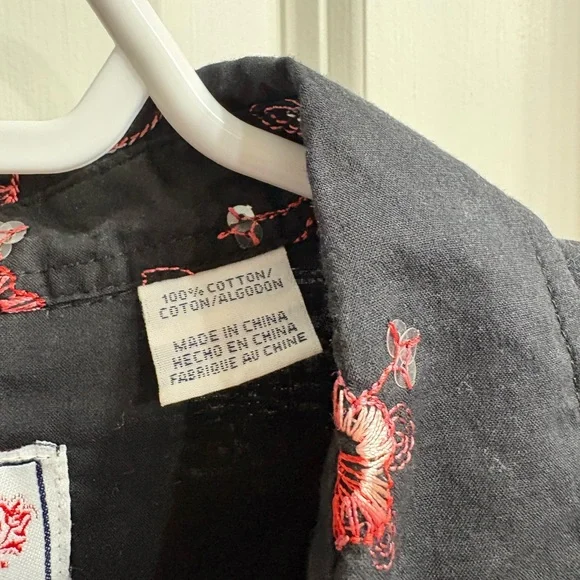 100% COTTON/
COTON/ALGODON
MADE IN CHINA
HECHO EN CHINA
FABRIQUE AU CHINE